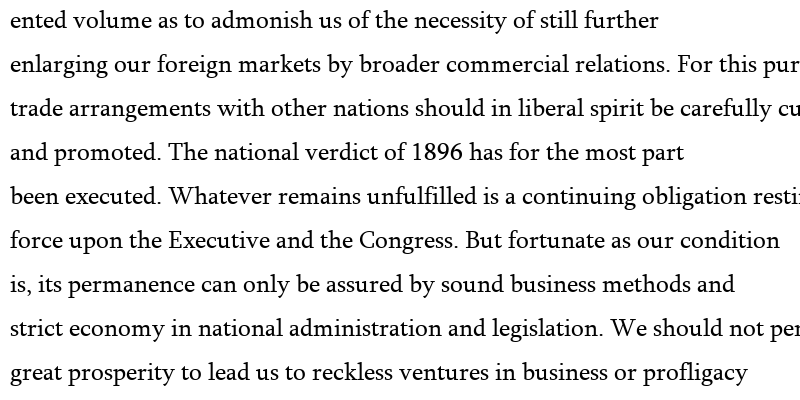 ented volume as to admonish us of the necessity of still further
enlarging our foreign markets by broader commercial relations. For this pur
trade arrangements with other nations should in liberal spirit be carefully cu
and promoted. The national verdict of 1896 has for the most part
been executed. Whatever remains unfulfilled is a continuing obligation resti
force upon the Executive and the Congress. But fortunate as our condition
is, its permanence can only be assured by sound business methods and
strict economy in national administration and legislation. We should not per
great prosperity to lead us to reckless ventures in business or profligacy